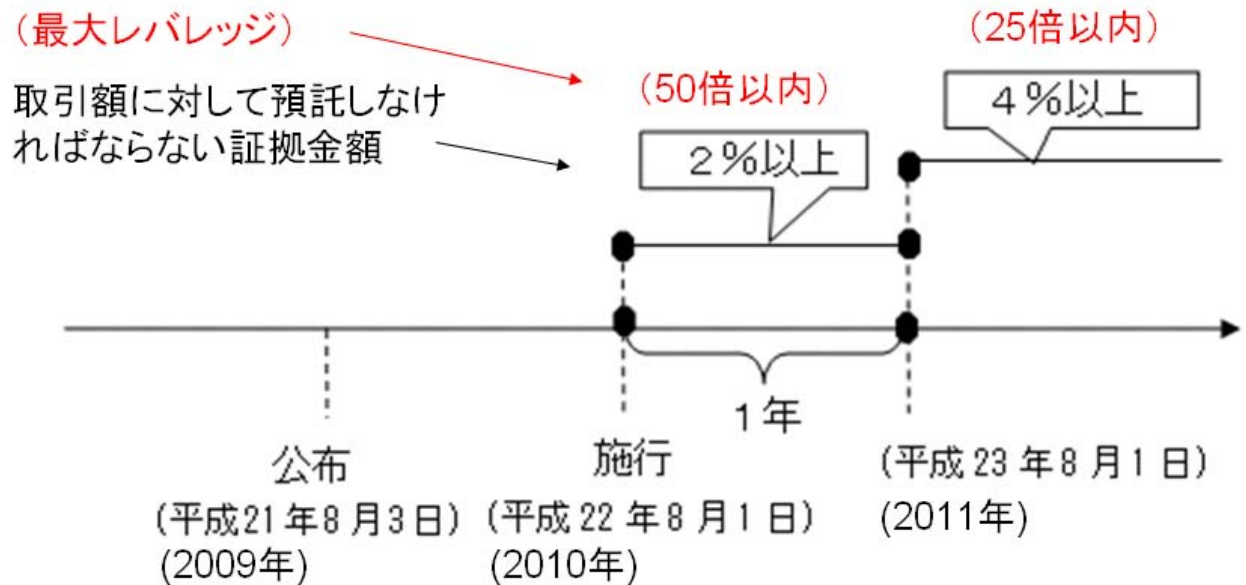 (最大レバレッジ)
取引額に対して預託しなけ
ればならない証拠金額
(50倍以内)
2%以上
(25倍以内)
4%以上
1年
公布
(平成21年8月3日)
(2009年)
施行
(平成22年8月1日)
(2010年)
(平成23年8月1日)
(2011年)